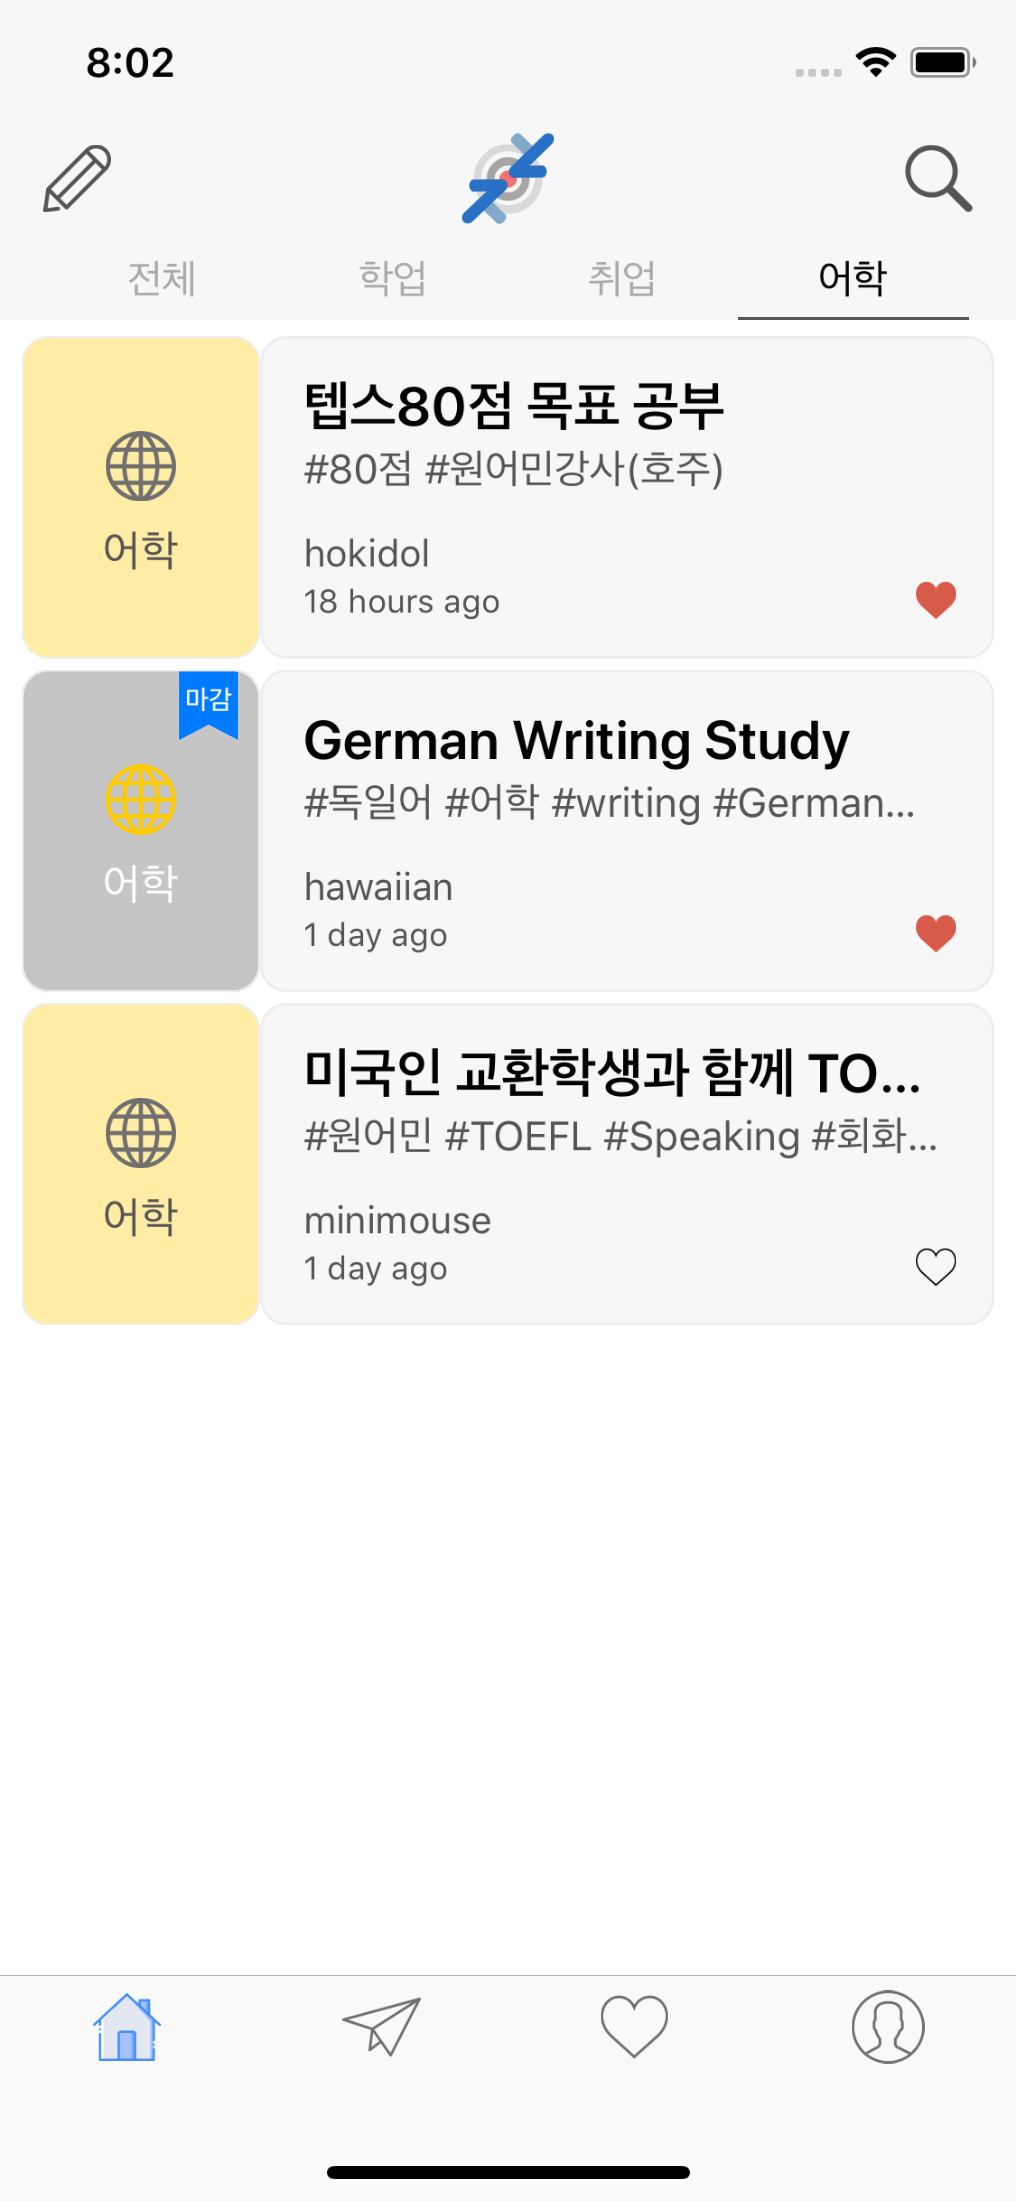 8:02
전체 학업 취업 어학
어학
텝스80점 목표 공부
#80점 #원어민강사(호주)
hokidol
18 hours ago
마감
어학
German Writing Study
#독일어 #어학 #writing #German...
hawaiian
1 day ago
어학
미국인 교환학생과 함께 TO...
#원어민 #TOEFL #Speaking #회화...
minimouse
1 day ago